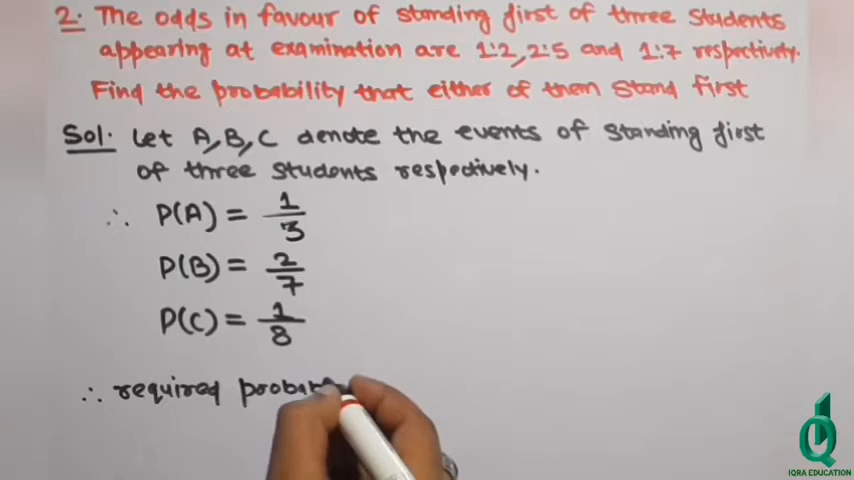 2. The odds in favour of standing first of three students
appearing at examination are 1:2, 2:5 and 1:7 respectively.
Find the probability that either of them stand first
Sol. Let A, B, C denote the events of standing first
of three students respectively.
∴ P(A) = 1/3
P(B) = 2/7
P(C) = 1/8
∴ required probab
IQRA EDUCATION